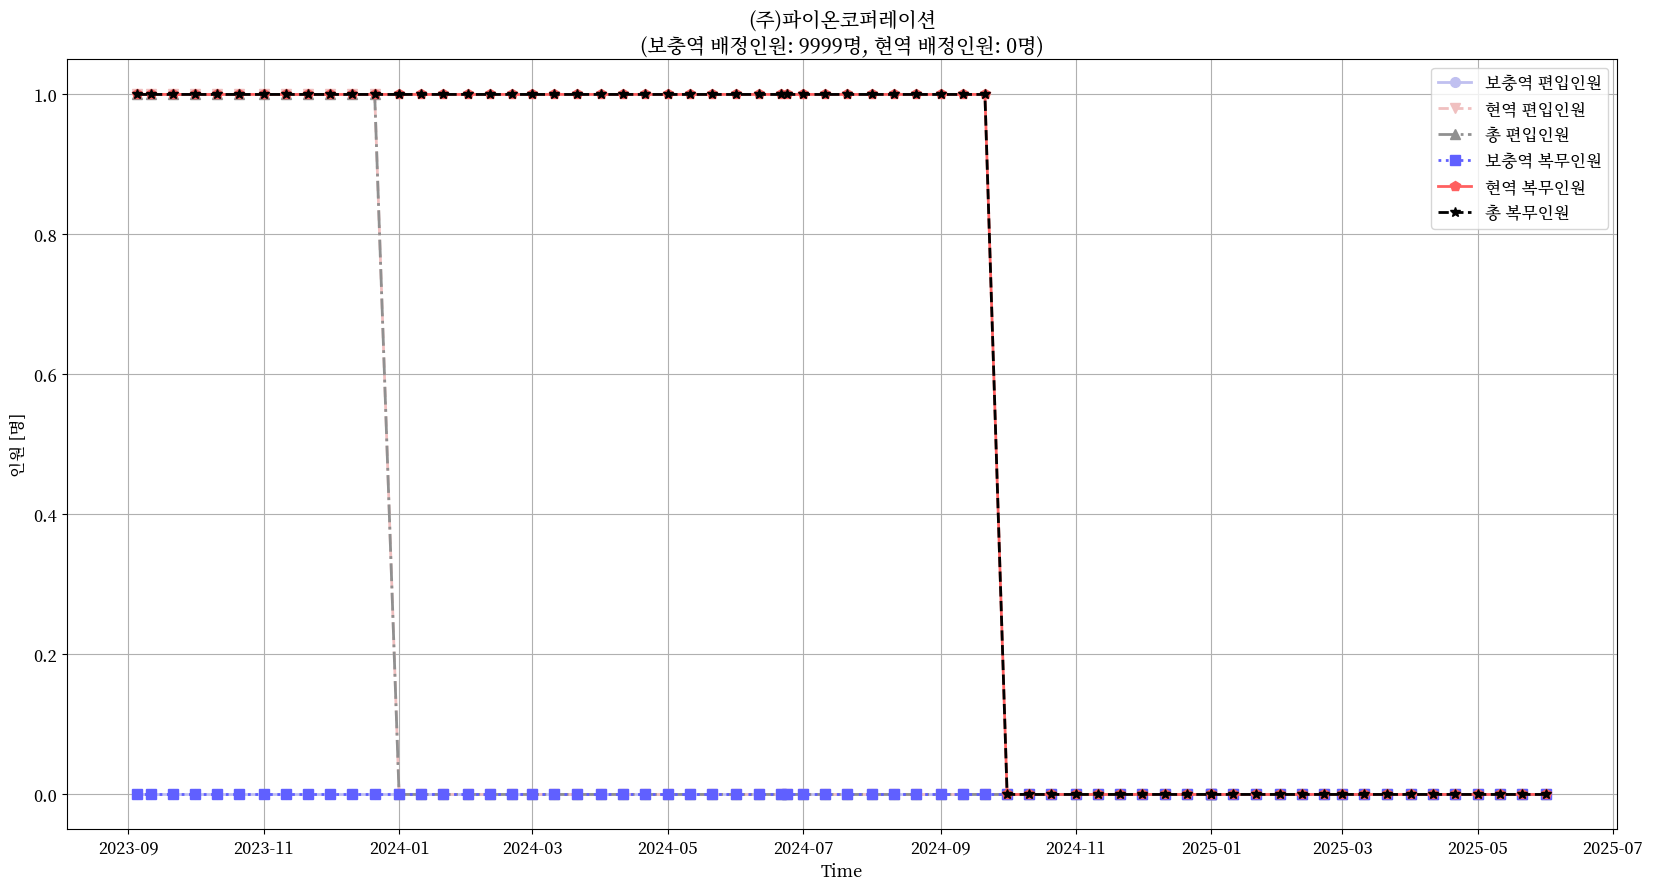 (주)파이온코퍼레이션
(보충역 배정인원: 9999명, 현역 배정인원: 0명)
보충역 편입인원
현역 편입인원
총 편입인원
보충역 복무인원
현역 복무인원
총 복무인원
인원 [명]
1.0
0.8
0.6
0.4
0.2
0.0
2023-09 2023-11 2024-01 2024-03 2024-05 2024-07 2024-09 2024-11 2025-01 2025-03 2025-05 2025-07
Time